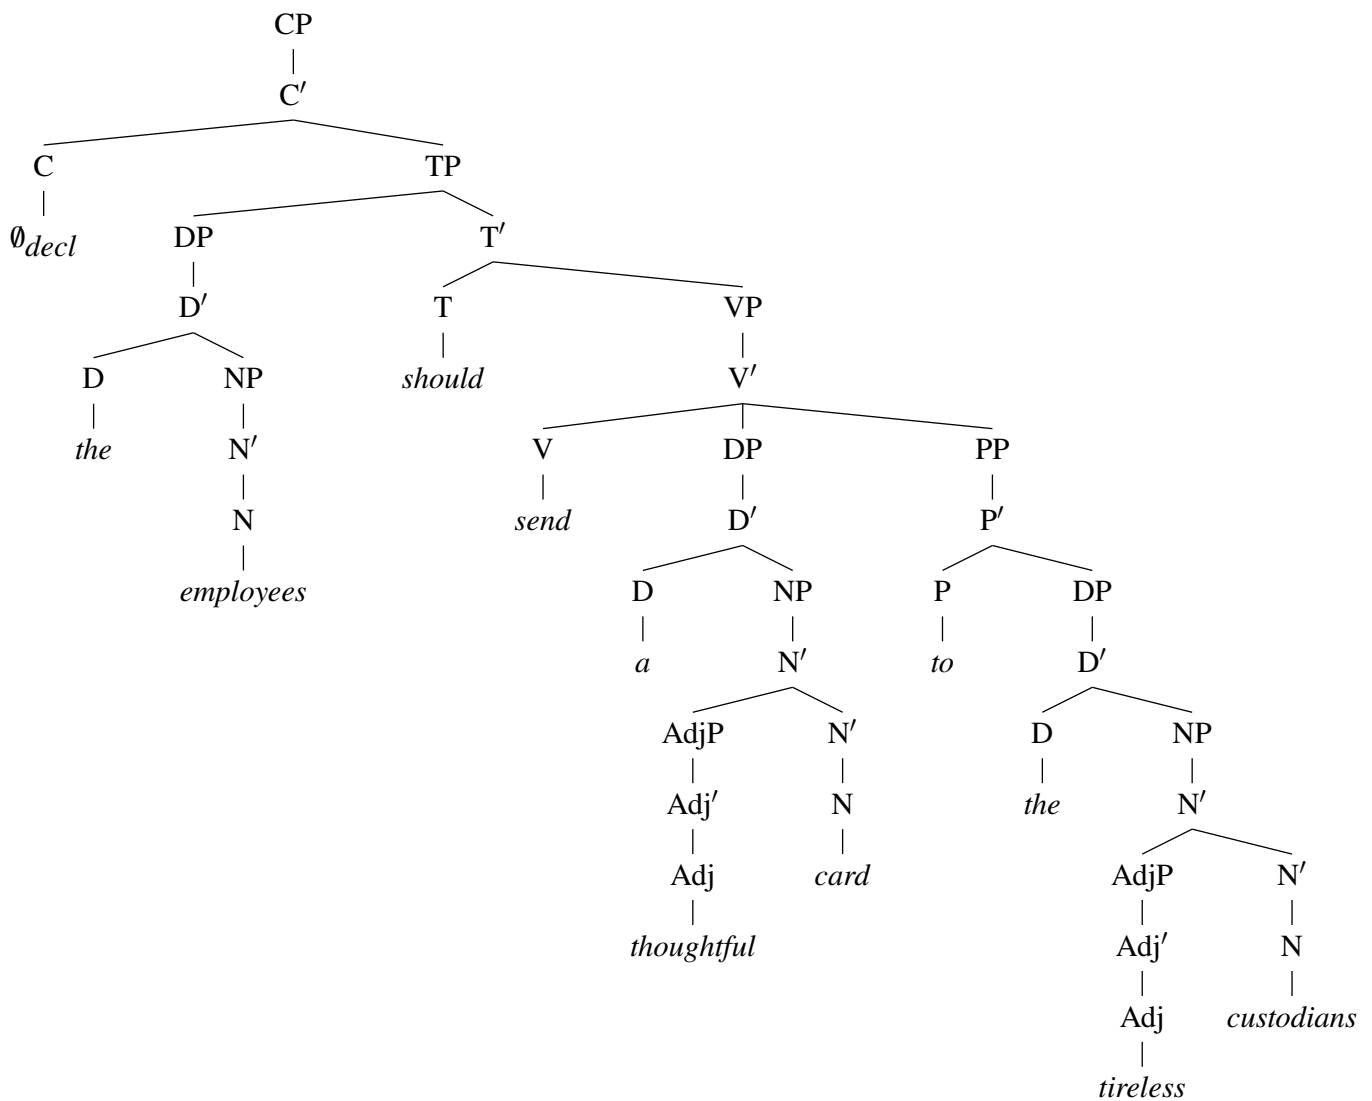 CP
C′
C TP
∅decl DP T′
D′ T VP
D NP should V′
the N′ V DP PP
N send D′ P′
employees D NP P DP
a N′ to D′
AdjP N′ D NP
Adj′ N the N′
Adj card AdjP N′
thoughtful Adj′ N
Adj custodians
tireless